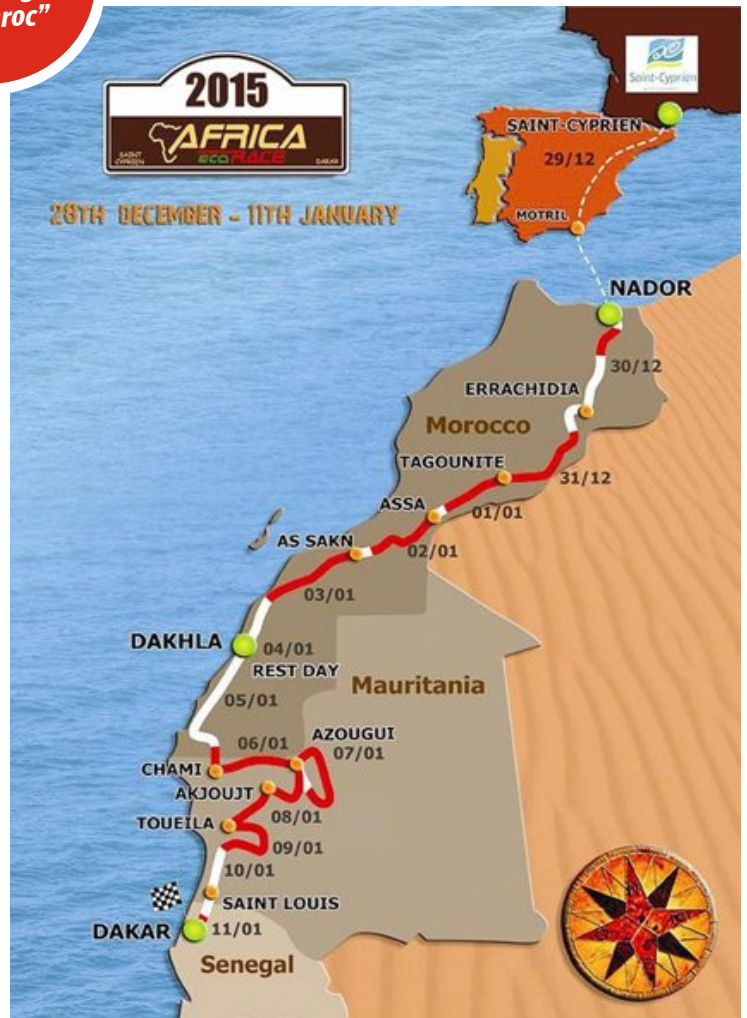 roc”
2015
AFRICA
ECO RACE
SAINT
CYPRIEN
DAKAR
28TH DECEMBER - 11TH JANUARY
Saint-Cyprien
SAINT-CYPRIEN
29/12
MOTRIL
NADOR
30/12
ERRACHIDIA
Morocco
TAGOUNITE
31/12
ASSA
01/01
AS SAKN
02/01
03/01
DAKHLA
04/01
REST DAY
05/01
Mauritania
AZOUGUI
06/01
07/01
CHAMI
AKJOUJT
08/01
TOUEILA
09/01
10/01
SAINT LOUIS
DAKAR
11/01
Senegal